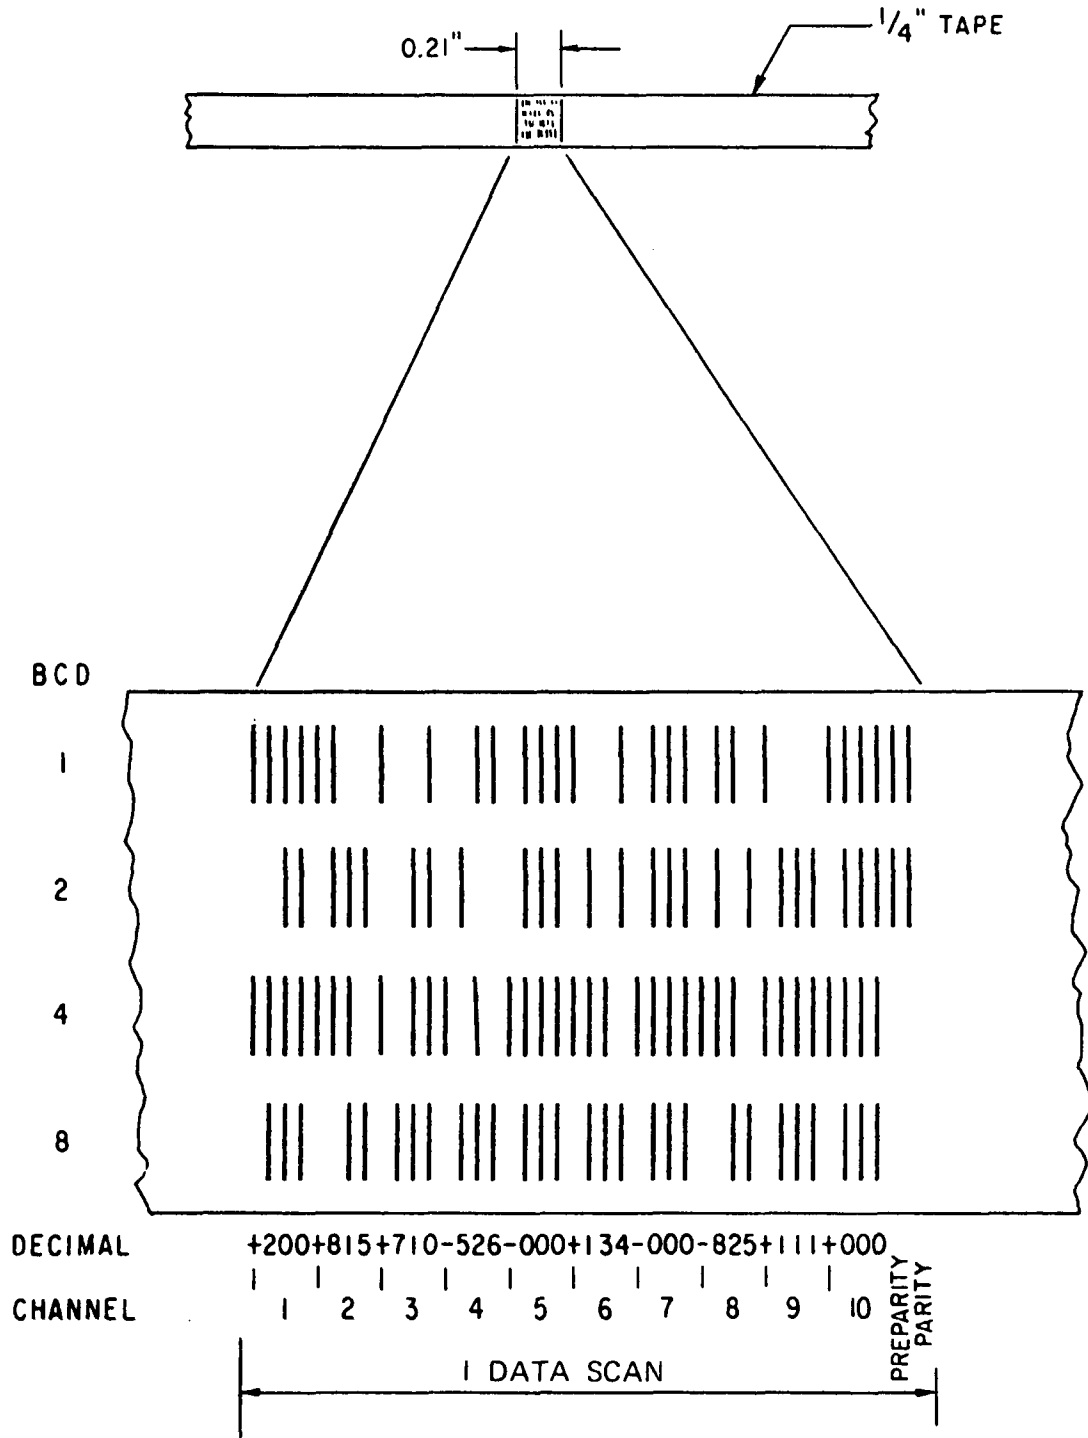 0.21"
1/4" TAPE
BCD
1
2
4
8
DECIMAL +200+815+710-526-000+134-000-825+111+000
CHANNEL 1 2 3 4 5 6 7 8 9 10
PREPARITY
PARITY
1 DATA SCAN